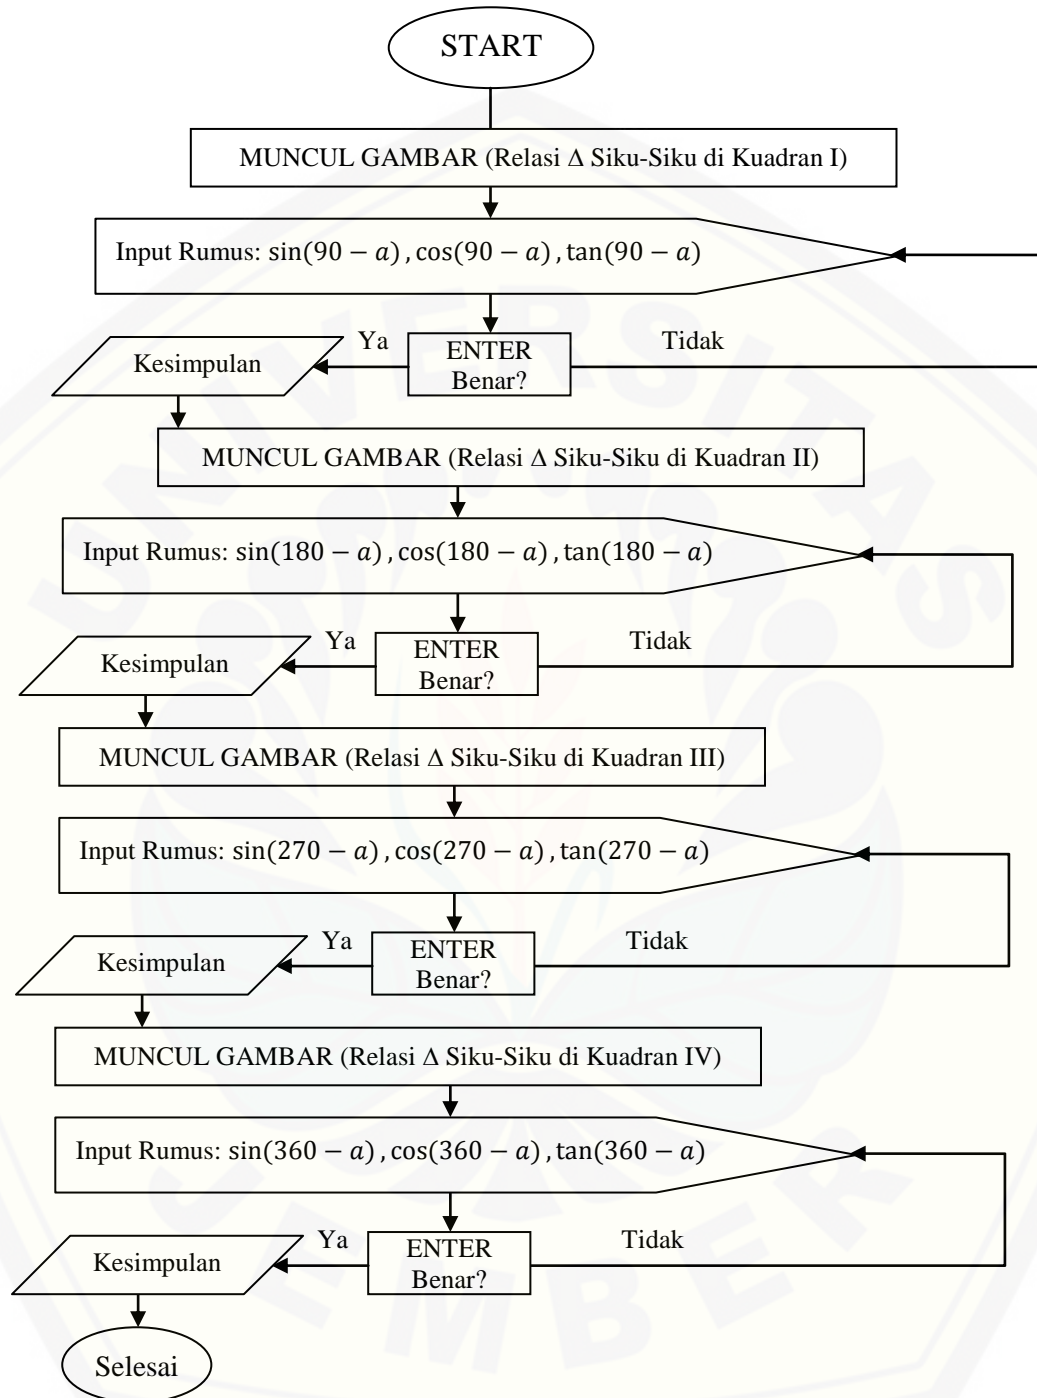 START
MUNCUL GAMBAR (Relasi Δ Siku-Siku di Kuadran I)
Input Rumus: sin(90 − a) , cos(90 − a) , tan(90 − a)
Kesimpulan
Ya
ENTER
Benar?
Tidak
MUNCUL GAMBAR (Relasi Δ Siku-Siku di Kuadran II)
Input Rumus: sin(180 − a) , cos(180 − a) , tan(180 − a)
Kesimpulan
Ya
ENTER
Benar?
Tidak
MUNCUL GAMBAR (Relasi Δ Siku-Siku di Kuadran III)
Input Rumus: sin(270 − a) , cos(270 − a) , tan(270 − a)
Kesimpulan
Ya
ENTER
Benar?
Tidak
MUNCUL GAMBAR (Relasi Δ Siku-Siku di Kuadran IV)
Input Rumus: sin(360 − a) , cos(360 − a) , tan(360 − a)
Kesimpulan
Ya
ENTER
Benar?
Tidak
Selesai
UNIVERSITAS
JEMBER